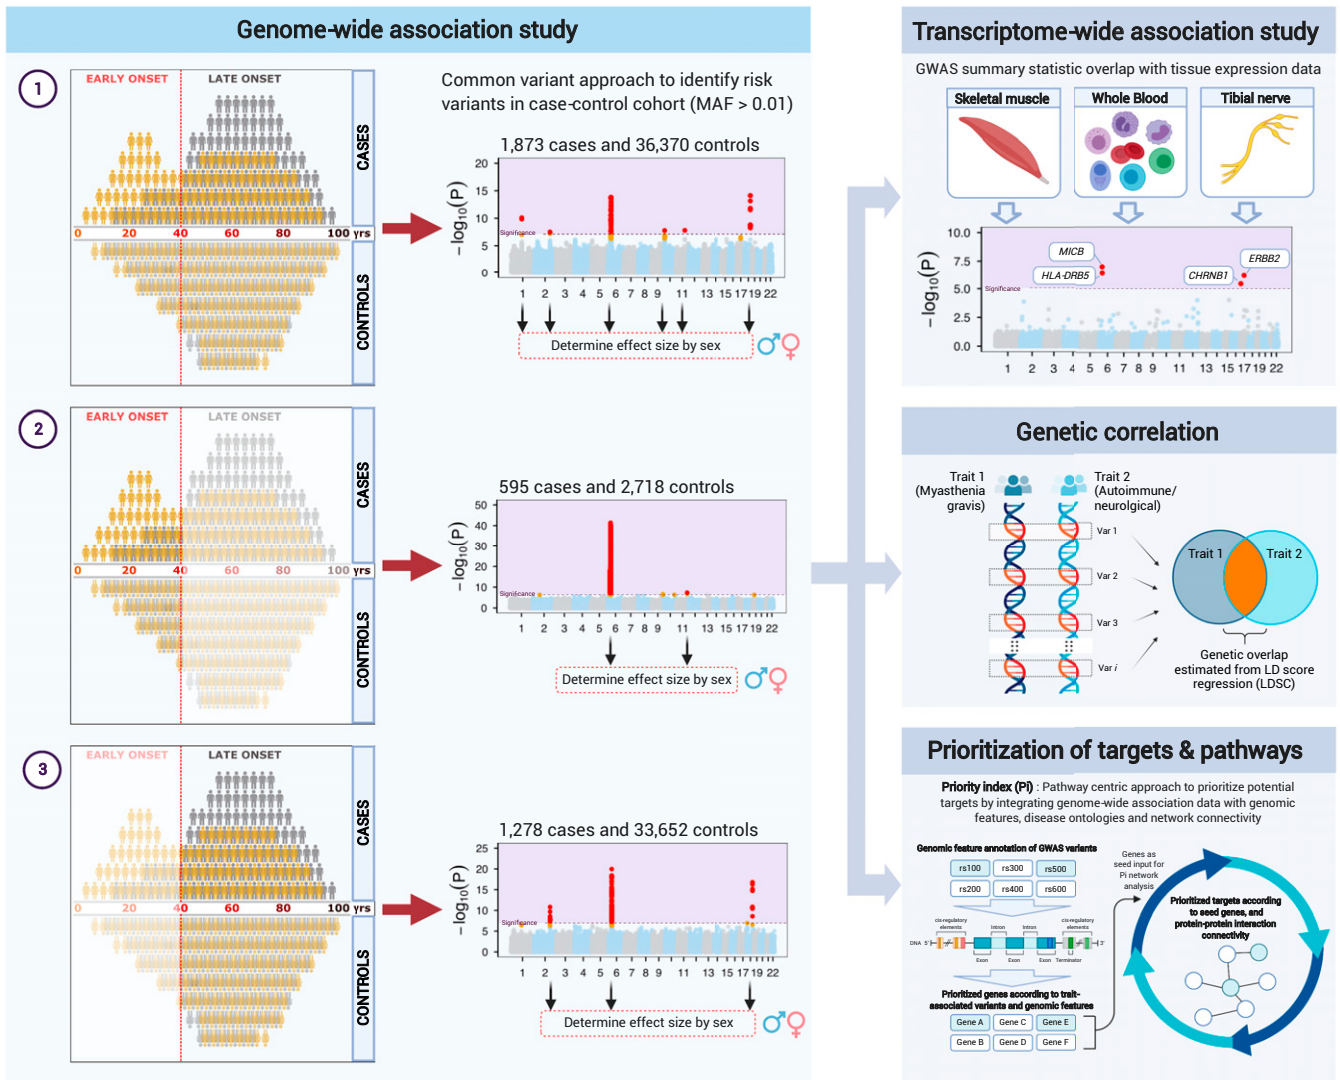 Genome-wide association study
1
EARLY ONSET
LATE ONSET
CASES
0 20 40 60 80 100 yrs
CONTROLS
Common variant approach to identify risk
variants in case-control cohort (MAF > 0.01)
1,873 cases and 36,370 controls
−log10(P)
20
15
10
Significance
5
0
1 2 3 4 5 6 7 8 9 11 13 15 17 19 22
Determine effect size by sex
2
EARLY ONSET
LATE ONSET
CASES
0 20 40 60 80 100 yrs
CONTROLS
595 cases and 2,718 controls
−log10(P)
50
40
30
20
10
Significance
0
1 2 3 4 5 6 7 8 9 11 13 15 17 19 22
Determine effect size by sex
3
EARLY ONSET
LATE ONSET
CASES
0 20 40 60 80 100 yrs
CONTROLS
1,278 cases and 33,652 controls
−log10(P)
25
20
15
10
Significance
5
0
1 2 3 4 5 6 7 8 9 11 13 15 17 19 22
Determine effect size by sex
Transcriptome-wide association study
GWAS summary statistic overlap with tissue expression data
Skeletal muscle
Whole Blood
Tibial nerve
−log10(P)
10.0
7.5
5.0
Significance
2.5
0.0
MICB
HLA-DRB5
CHRNB1
ERBB2
1 2 3 4 5 6 7 8 9 11 13 15 17 19 22
Genetic correlation
Trait 1
(Myasthenia
gravis)
Trait 2
(Autoimmune/
neurolgical)
Var 1
Var 2
Var 3
Var i
Trait 1
Trait 2
Genetic overlap
estimated from LD score
regression (LDSC)
Prioritization of targets & pathways
Priority index (Pi) : Pathway centric approach to prioritize potential
targets by integrating genome-wide association data with genomic
features, disease ontologies and network connectivity
Genomic feature annotation of GWAS variants
rs100 rs300 rs500
rs200 rs400 rs600
cis-regulatory
elements
Intron
Intron
cis-regulatory
elements
DNA 5'
3'
Exon
Exon
Exon
Terminator
Prioritized genes according to trait-
associated variants and genomic features
Gene A Gene C Gene E
Gene B Gene D Gene F
Genes as
seed input for
Pi network
analysis
Prioritized targets according
to seed genes, and
protein-protein interaction
connectivity